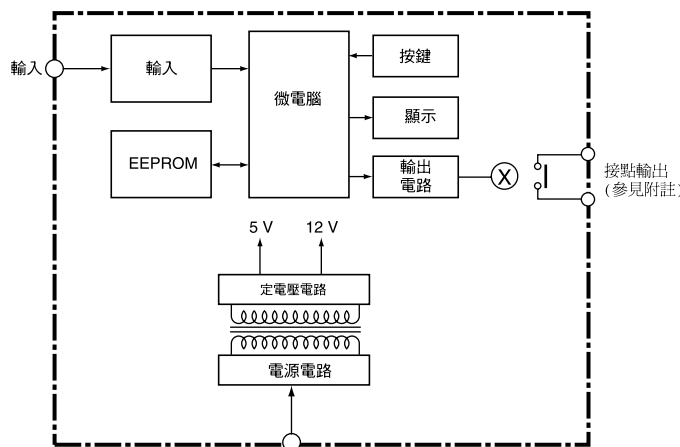 輸入
輸入
微電腦
按鍵
顯示
EEPROM
輸出
電路
X
接點輸出
(參見附註)
5 V
12 V
定電壓電路
電源電路